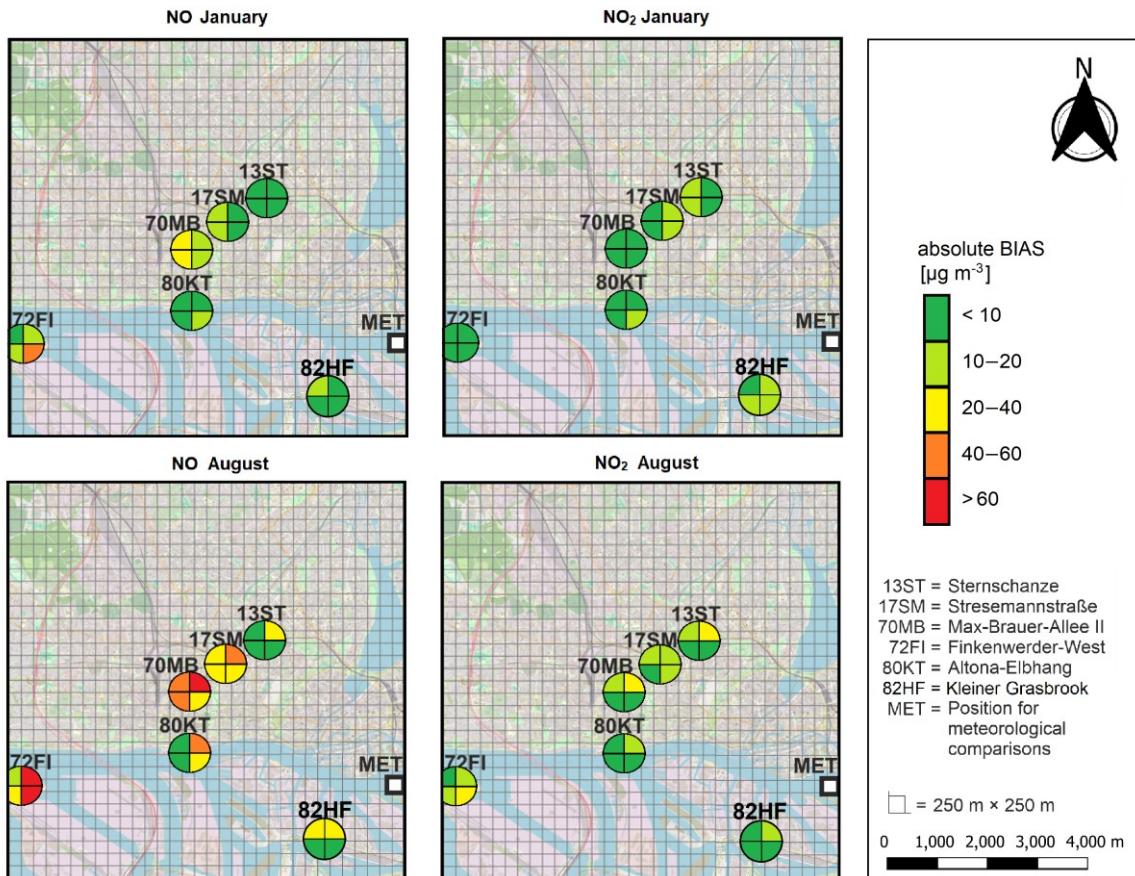 NO January
NO₂ January
13ST
17SM
70MB
80KT
72FI
MET
82HF
13ST
17SM
70MB
80KT
72FI
MET
82HF
NO August
NO₂ August
13ST
17SM
70MB
80KT
72FI
MET
82HF
13ST
17SM
70MB
80KT
72FI
MET
82HF
N
absolute BIAS
[µg m⁻³]
< 10
10–20
20–40
40–60
>60
13ST = Sternschanze
17SM = Stresemannstraße
70MB = Max-Brauer-Allee II
72FI = Finkenwerder-West
80KT = Altona-Elbhang
82HF = Kleiner Grasbrook
MET = Position for
meteorological
comparisons
= 250 m × 250 m
0 1,000 2,000 3,000 4,000 m